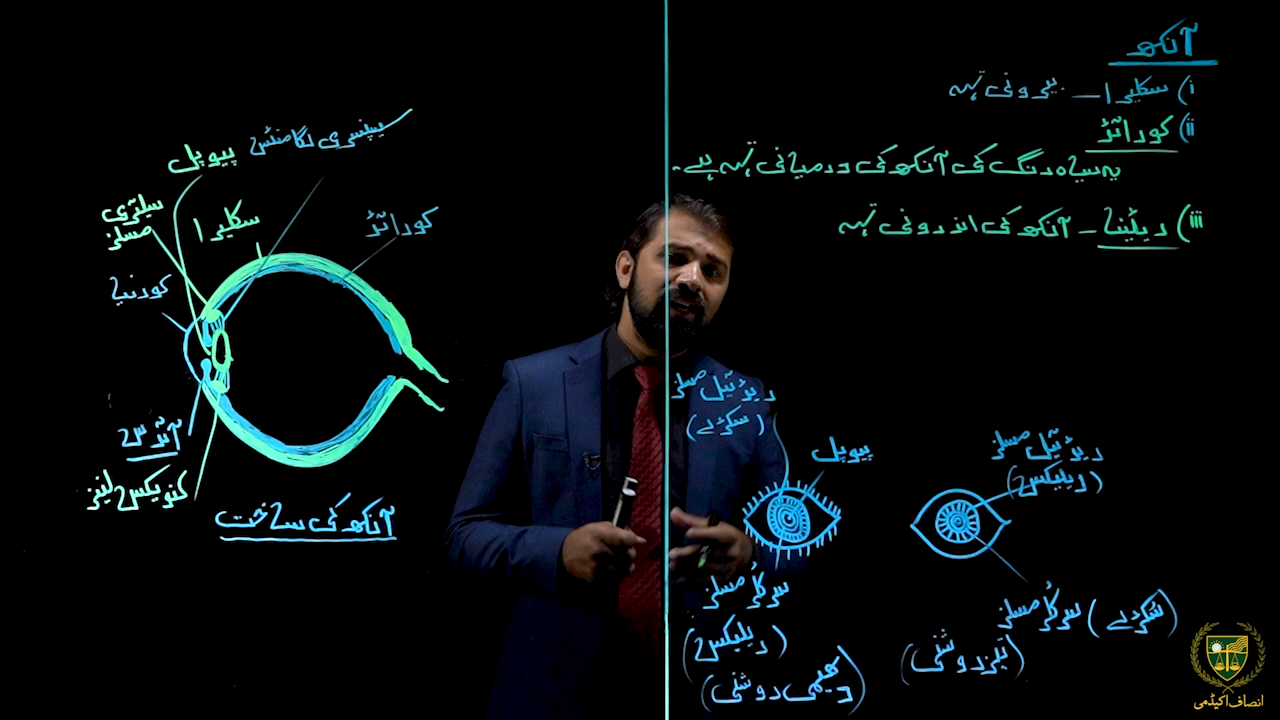 آنکھ
i) سکلیرا ـ بیرونی تہہ
ii) کورائڈ
یہ سیاہ رنگ کی آنکھ کی درمیانی تہہ ہے۔
iii) ریٹینا ـ آنکھ کی اندرونی تہہ
سپنسری لگامنٹس
پیوپل
سیلری مسلز
سکلیرا
کورائڈ
کورنیا
آئرس
کنویکس لینز
آنکھ کی ساخت
ریڈیئل مسلز
(سکڑے)
پیوپل
سرکلر مسلز
(ریلیکس)
(دھیمی روشنی)
ریڈیئل مسلز
(ریلیکس)
سرکلر مسلز (سکڑے)
(تیز روشنی)
انصاف اکیڈمی